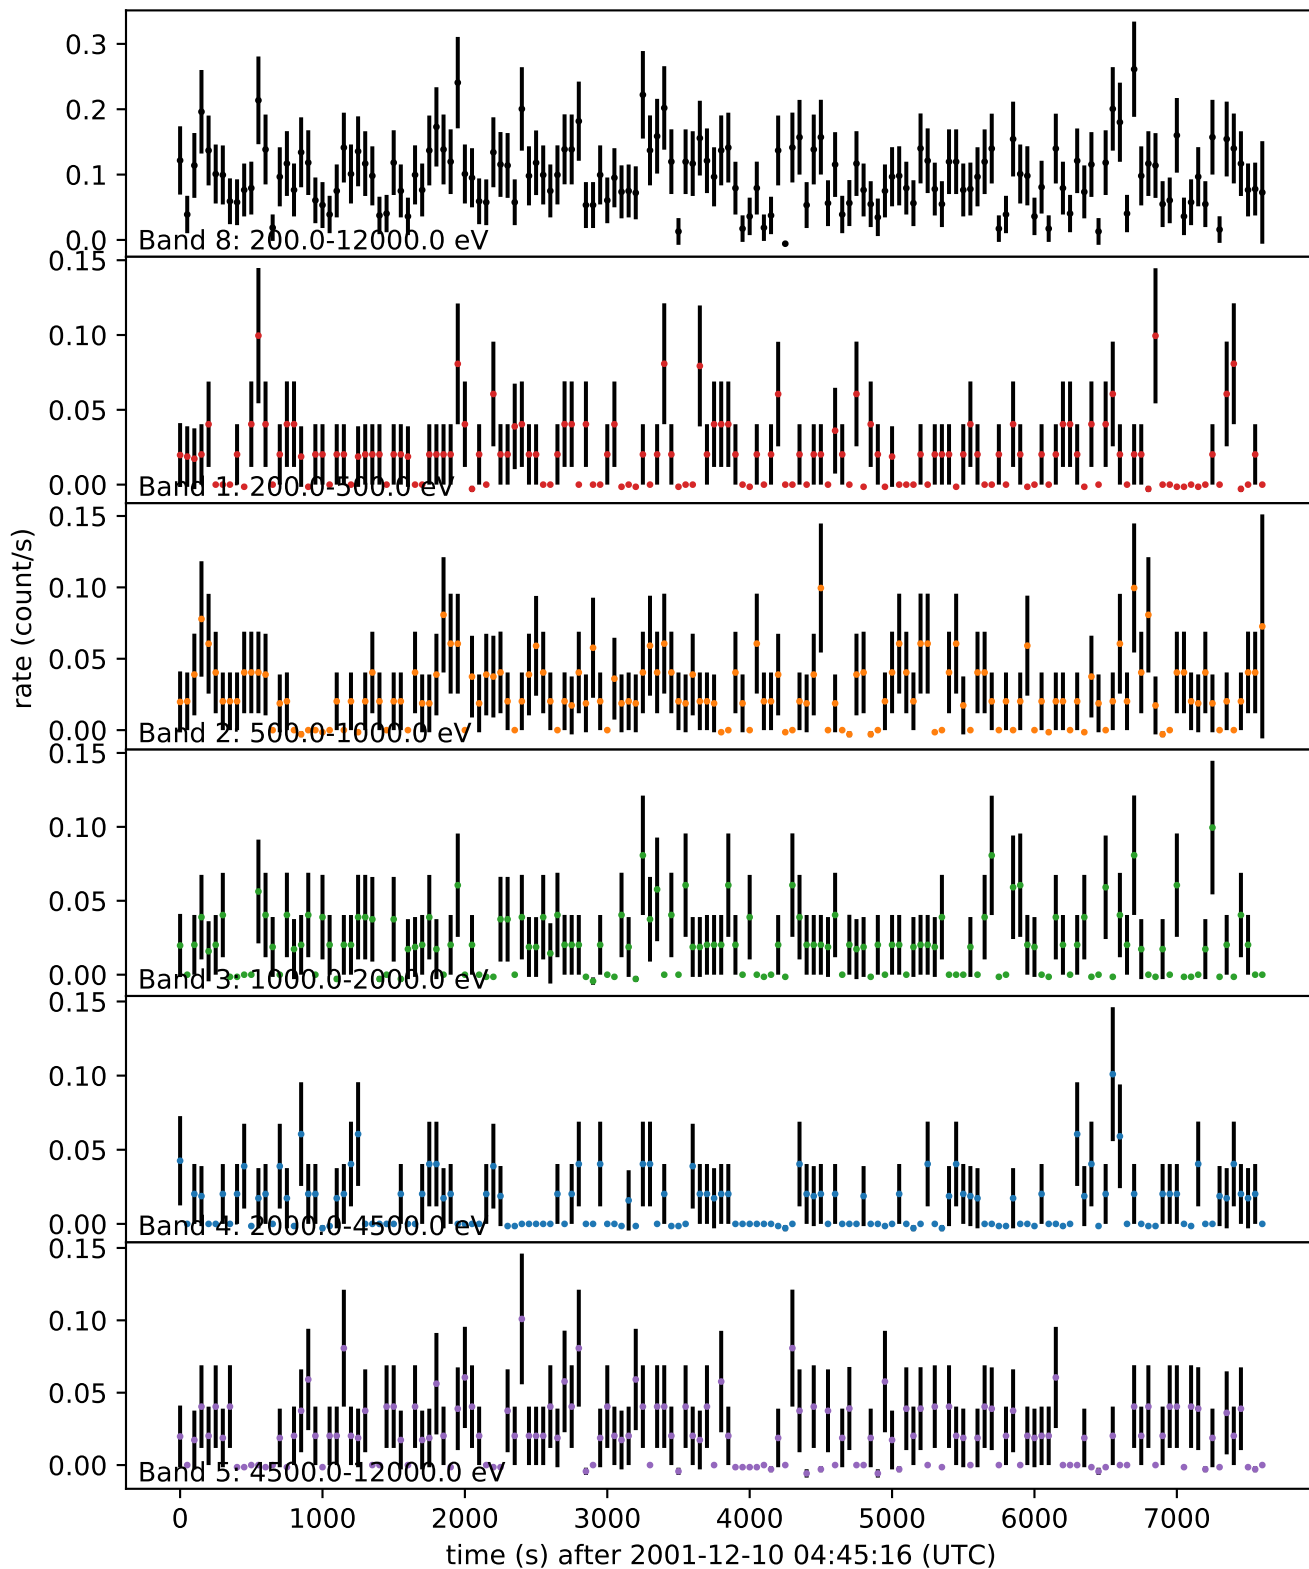 0.3
0.2
0.1
0.0
Band 8: 200.0-12000.0 eV
0.15
0.10
0.05
0.00
Band 1: 200.0-500.0 eV
0.15
0.10
0.05
0.00
Band 2: 500.0-1000.0 eV
rate (count/s)
0.15
0.10
0.05
0.00
Band 3: 1000.0-2000.0 eV
0.15
0.10
0.05
0.00
Band 4: 2000.0-4500.0 eV
0.15
0.10
0.05
0.00
Band 5: 4500.0-12000.0 eV
0 1000 2000 3000 4000 5000 6000 7000
time (s) after 2001-12-10 04:45:16 (UTC)